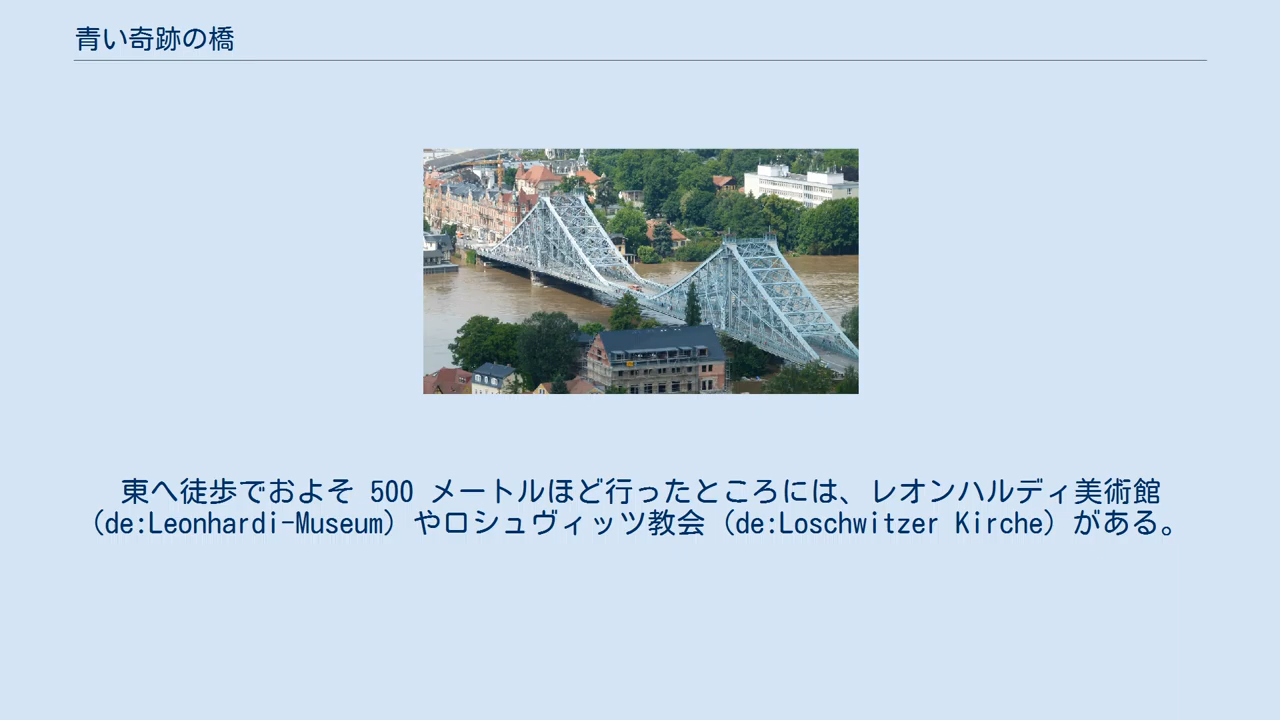 青い奇跡の橋
東へ徒歩でおよそ 500 メートルほど行ったところには、レオンハルディ美術館
（de:Leonhardi-Museum）やロシュヴィッツ教会（de:Loschwitzer Kirche）がある。